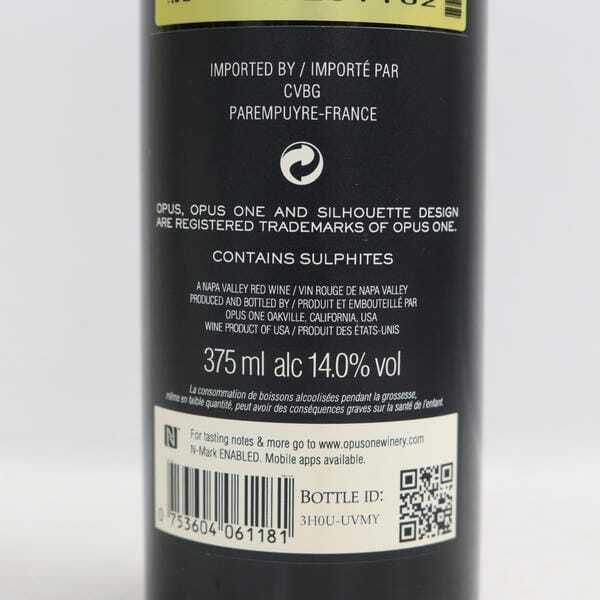 IMPORTED BY / IMPORTÉ PAR
CVBG
PAREMPUYRE-FRANCE
OPUS, OPUS ONE AND SILHOUETTE DESIGN
ARE REGISTERED TRADEMARKS OF OPUS ONE.
CONTAINS SULPHITES
A NAPA VALLEY RED WINE / VIN ROUGE DE NAPA VALLEY
PRODUCED AND BOTTLED BY / PRODUIT ET EMBOUTEILLÉ PAR
OPUS ONE OAKVILLE, CALIFORNIA, USA
WINE PRODUCT OF USA / PRODUIT DES ÉTATS-UNIS
375 ml alc 14.0% vol
La consommation de boissons alcoolisées pendant la grossesse,
même en faible quantité, peut avoir des conséquences graves sur la santé de l'enfant.
N
For tasting notes & more go to www.opusonewinery.com
N-Mark ENABLED. Mobile apps available.
BOTTLE ID:
3H0U-UVMY
0 753604 061181